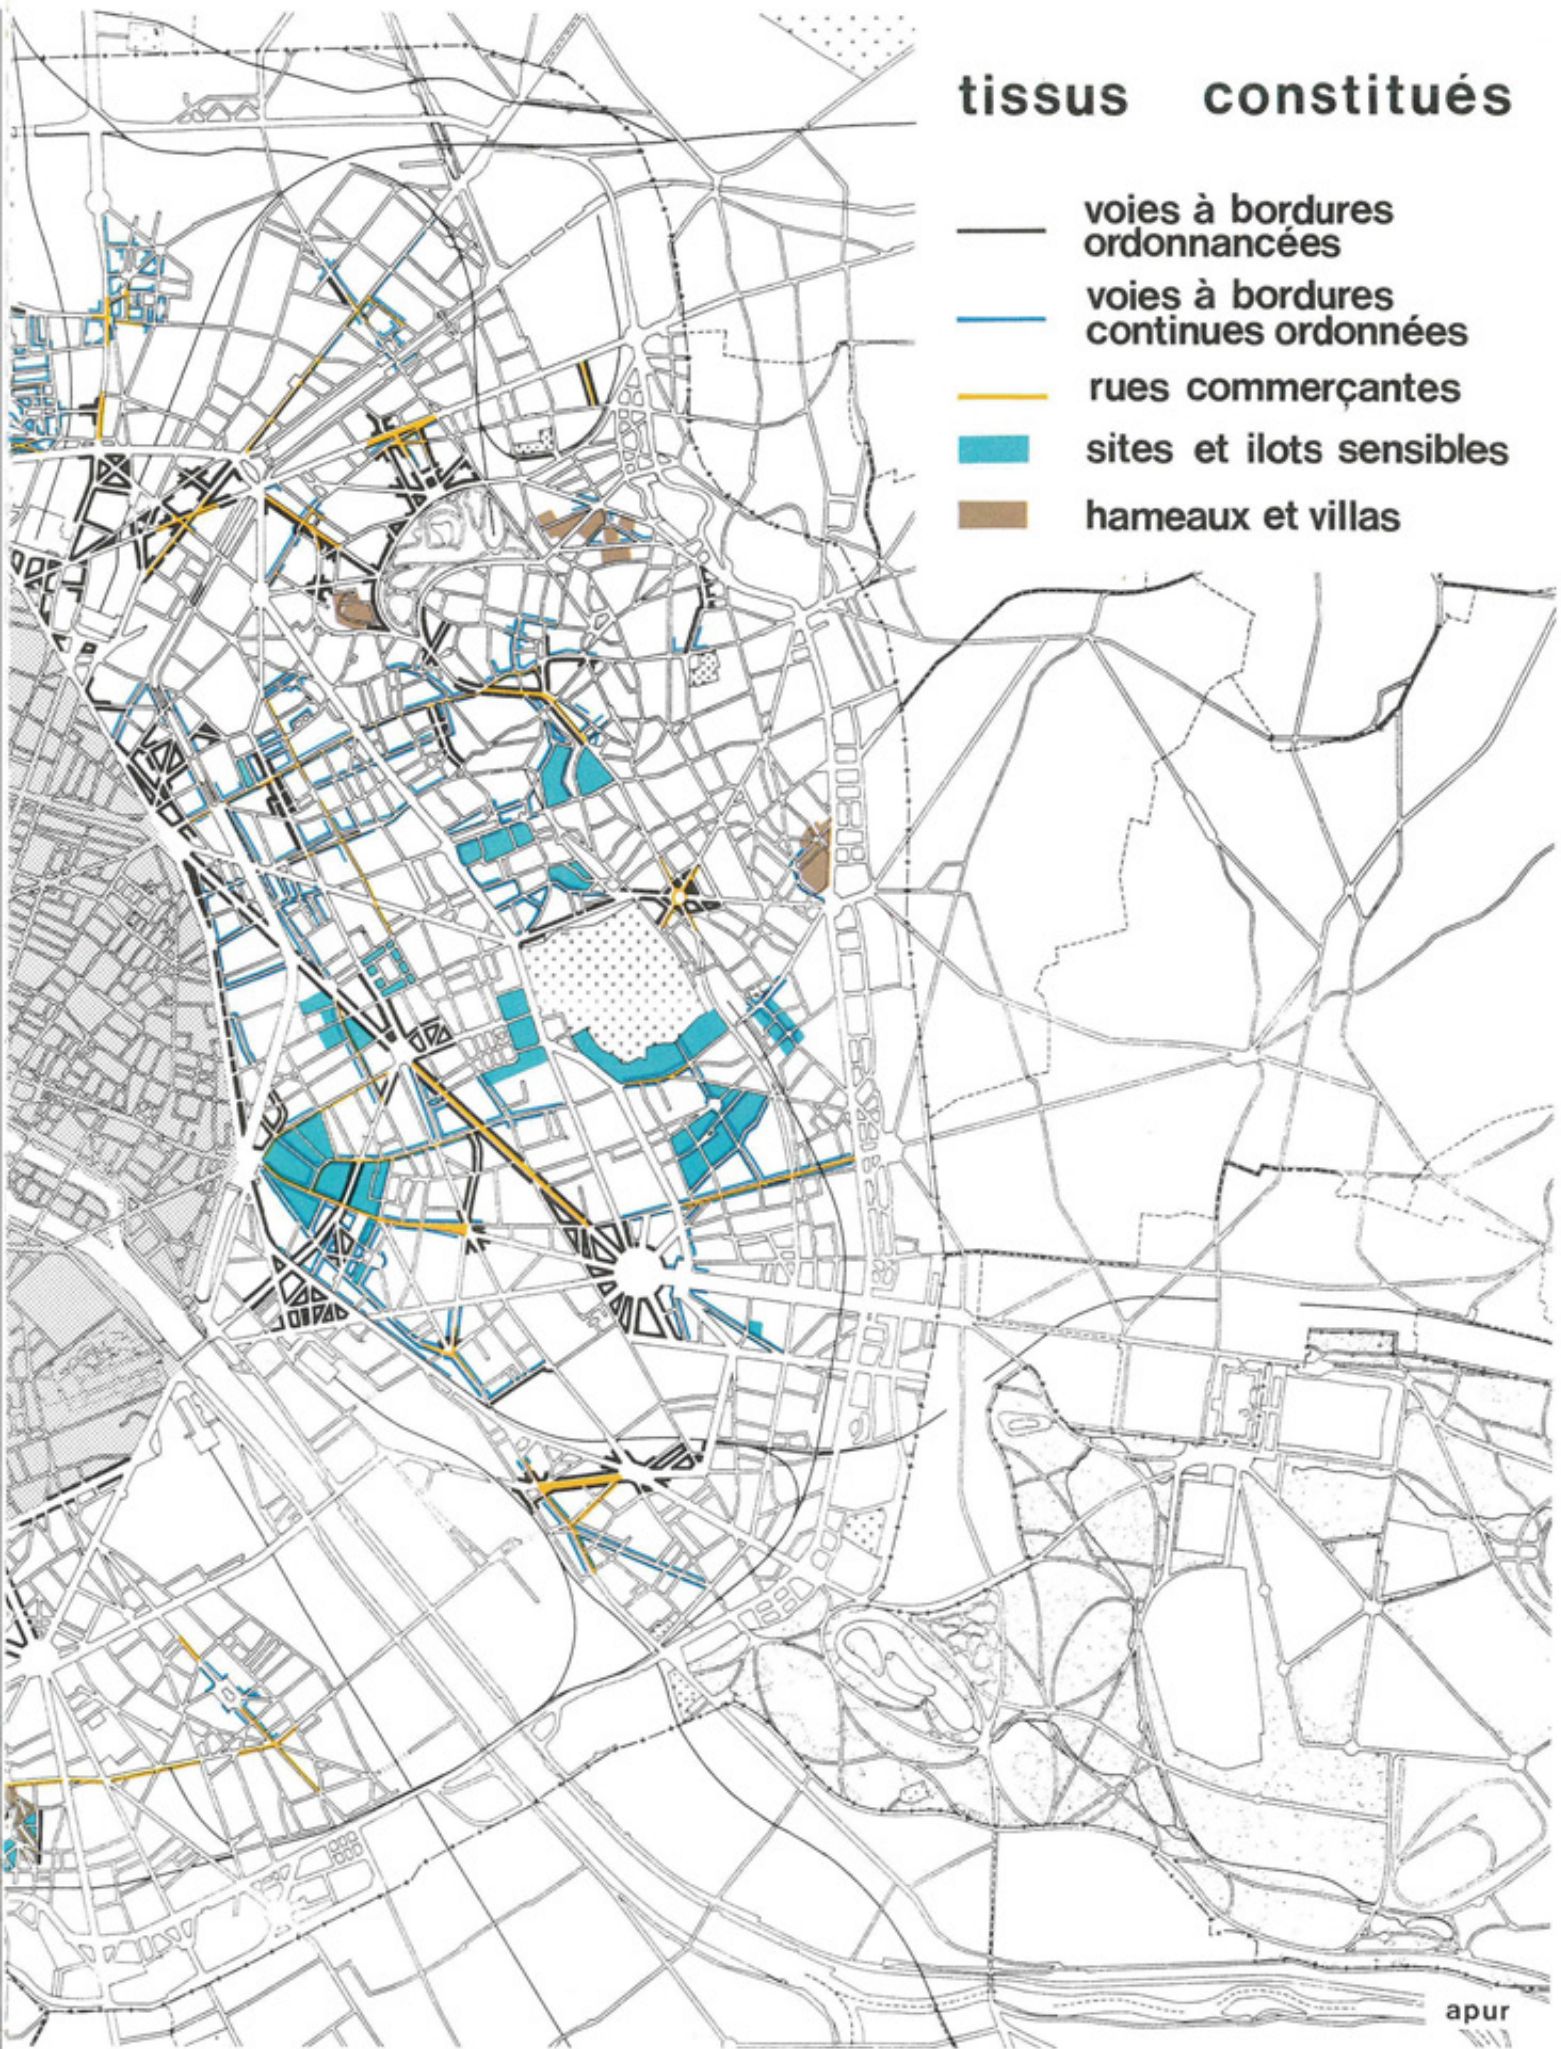 tissus constitués
voies à bordures
ordonnancées
voies à bordures
continues ordonnées
rues commerçantes
sites et ilots sensibles
hameaux et villas
apur